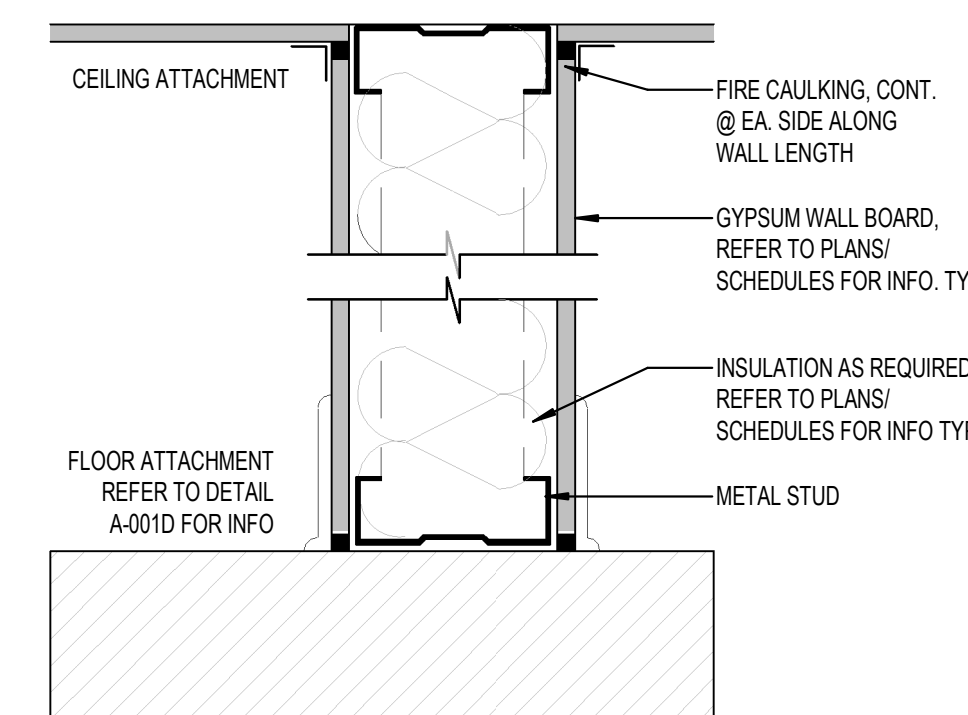 CEILING ATTACHMENT
FIRE CAULKING, CONT.
@ EA. SIDE ALONG
WALL LENGTH
GYPSUM WALL BOARD,
REFER TO PLANS/
SCHEDULES FOR INFO. TY
INSULATION AS REQUIRED
REFER TO PLANS/
SCHEDULES FOR INFO TY
FLOOR ATTACHMENT
REFER TO DETAIL
A-001D FOR INFO
METAL STUD